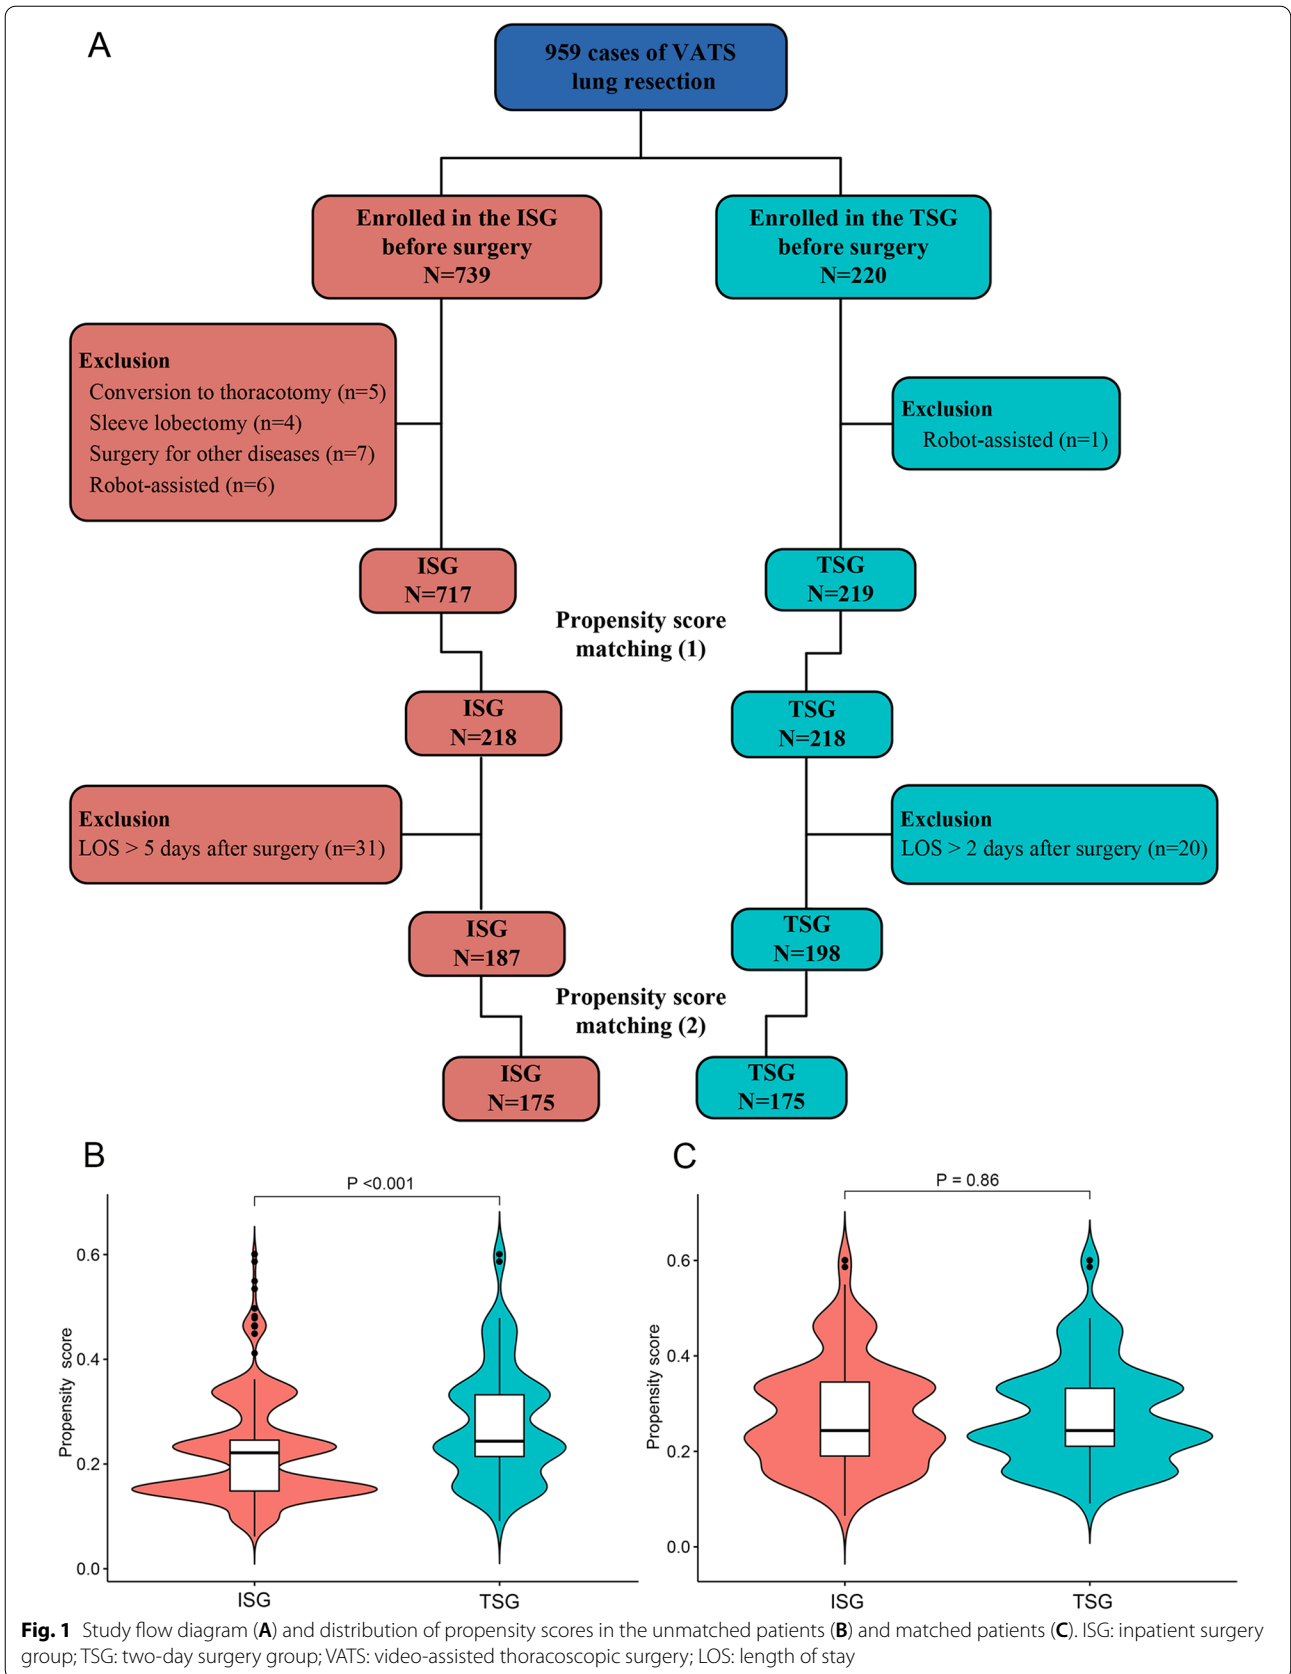 A
959 cases of VATS
lung resection
Enrolled in the ISG
before surgery
N=739
Enrolled in the TSG
before surgery
N=220
Exclusion
Conversion to thoracotomy (n=5)
Sleeve lobectomy (n=4)
Surgery for other diseases (n=7)
Robot-assisted (n=6)
Exclusion
Robot-assisted (n=1)
ISG
N=717
TSG
N=219
Propensity score
matching (1)
ISG
N=218
TSG
N=218
Exclusion
LOS > 5 days after surgery (n=31)
Exclusion
LOS > 2 days after surgery (n=20)
ISG
N=187
TSG
N=198
Propensity score
matching (2)
ISG
N=175
TSG
N=175
B
P <0.001
Propensity score
0.6
0.4
0.2
0.0
ISG
TSG
C
P = 0.86
Propensity score
0.6
0.4
0.2
0.0
ISG
TSG
Fig. 1 Study flow diagram (A) and distribution of propensity scores in the unmatched patients (B) and matched patients (C). ISG: inpatient surgery
group; TSG: two-day surgery group; VATS: video-assisted thoracoscopic surgery; LOS: length of stay